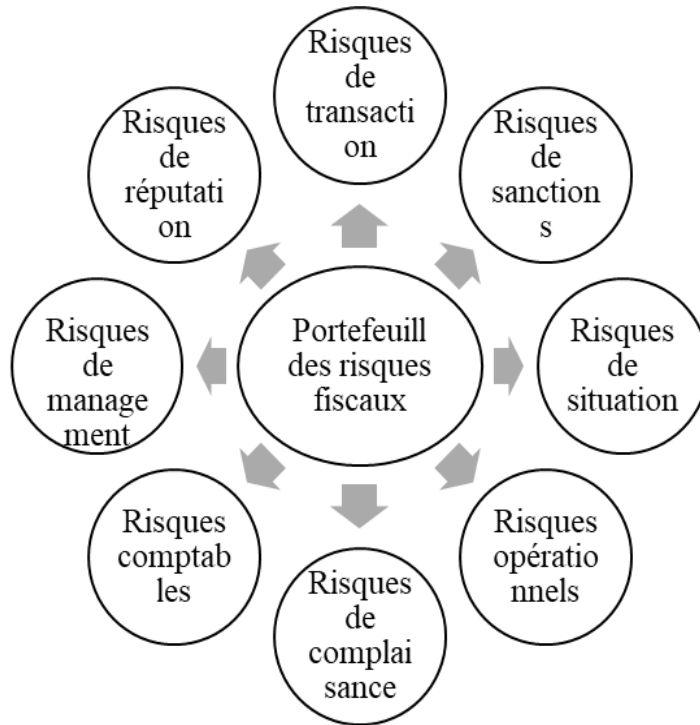 Risques
de
transacti
on
Risques
de
sanction
s
Risques
de
situation
Risques
opératio
nnels
Risques
de
complai
sance
Risques
comptab
les
Risques
de
manage
ment
Risques
de
réputati
on
Portefeuill
des risques
fiscaux